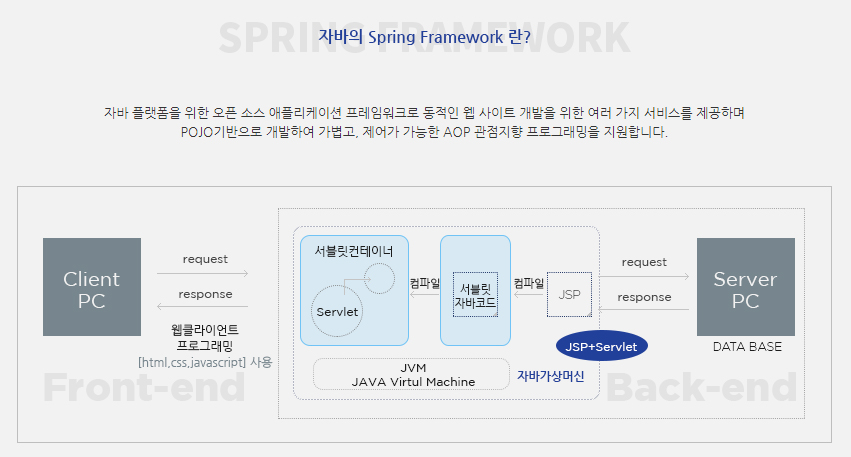 SPRING FRAMEWORK
자바의 Spring Framework 란?
자바 플랫폼을 위한 오픈 소스 애플리케이션 프레임워크로 동적인 웹 사이트 개발을 위한 여러 가지 서비스를 제공하며
POJO기반으로 개발하여 가볍고, 제어가 가능한 AOP 관점지향 프로그래밍을 지원합니다.
Client
PC
request
response
웹클라이언트
프로그래밍
[html,css,javascript] 사용
Front-end
서블릿컨테이너
Servlet
컴파일
서블릿
자바코드
컴파일
JSP
JSP+Servlet
JVM
JAVA Virtul Machine
자바가상머신
request
response
Server
PC
DATA BASE
Back-end